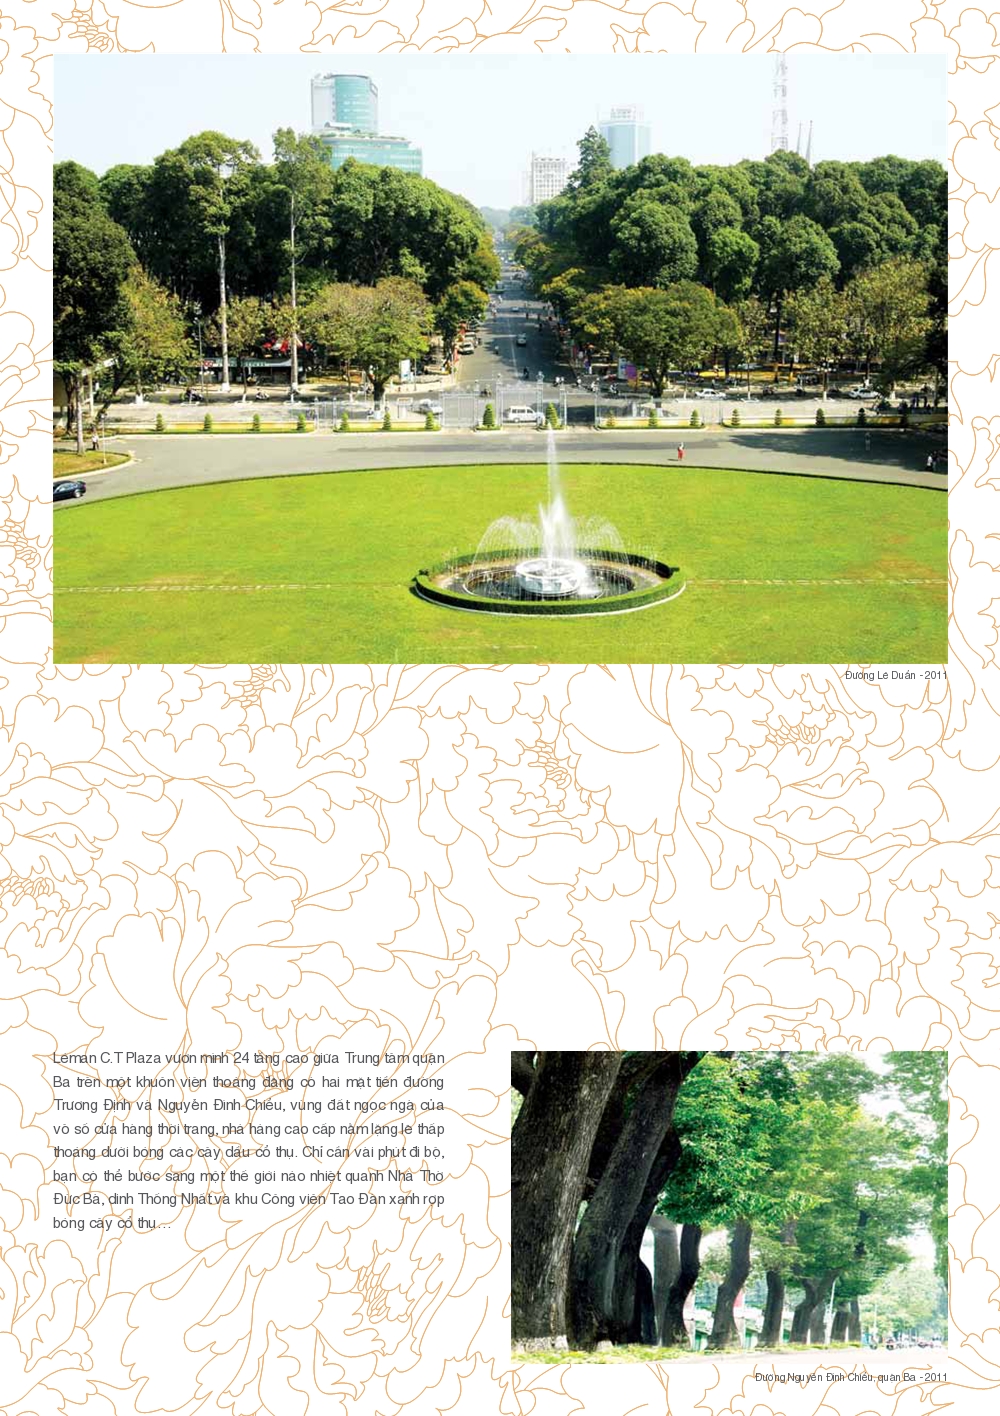 Đường Lê Duẩn - 2011
Léman C.T Plaza vươn mình 24 tầng cao giữa Trung tâm quận
Ba trên một khuôn viên thoáng đãng có hai mặt tiền đường
Trương Định và Nguyễn Đình Chiểu, vùng đất ngọc ngà của
vô số cửa hàng thời trang, nhà hàng cao cấp nằm lặng lẽ thấp
thoáng dưới bóng các cây dầu cổ thụ. Chỉ cần vài phút đi bộ,
bạn có thể bước sang một thế giới náo nhiệt quanh Nhà Thờ
Đức Bà, dinh Thống Nhất và khu Công viên Tao Đàn xanh rợp
bóng cây cổ thụ…
Đường Nguyễn Đình Chiểu, quận Ba - 2011